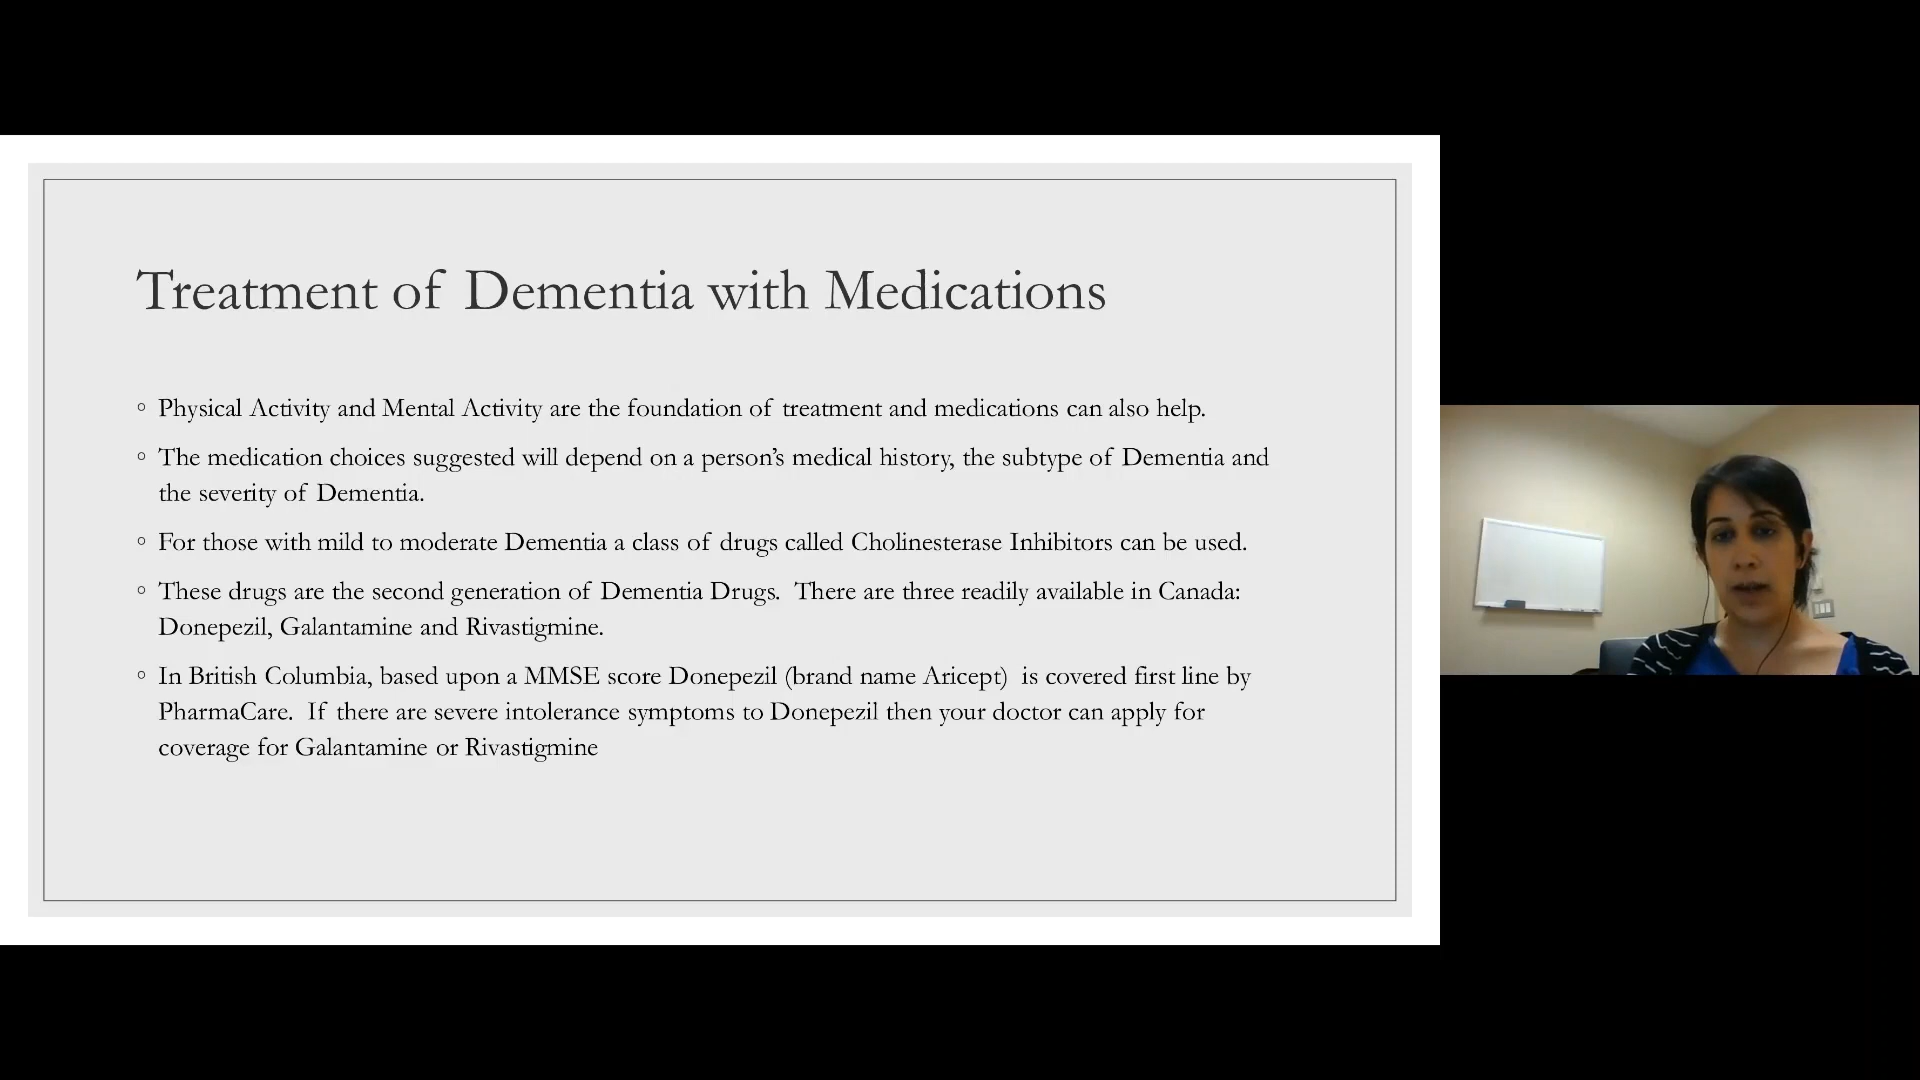 Treatment of Dementia with Medications
◦ Physical Activity and Mental Activity are the foundation of treatment and medications can also help.
◦ The medication choices suggested will depend on a person’s medical history, the subtype of Dementia and
the severity of Dementia.
◦ For those with mild to moderate Dementia a class of drugs called Cholinesterase Inhibitors can be used.
◦ These drugs are the second generation of Dementia Drugs.  There are three readily available in Canada:
Donepezil, Galantamine and Rivastigmine.
◦ In British Columbia, based upon a MMSE score Donepezil (brand name Aricept)  is covered first line by
PharmaCare.  If there are severe intolerance symptoms to Donepezil then your doctor can apply for
coverage for Galantamine or Rivastigmine